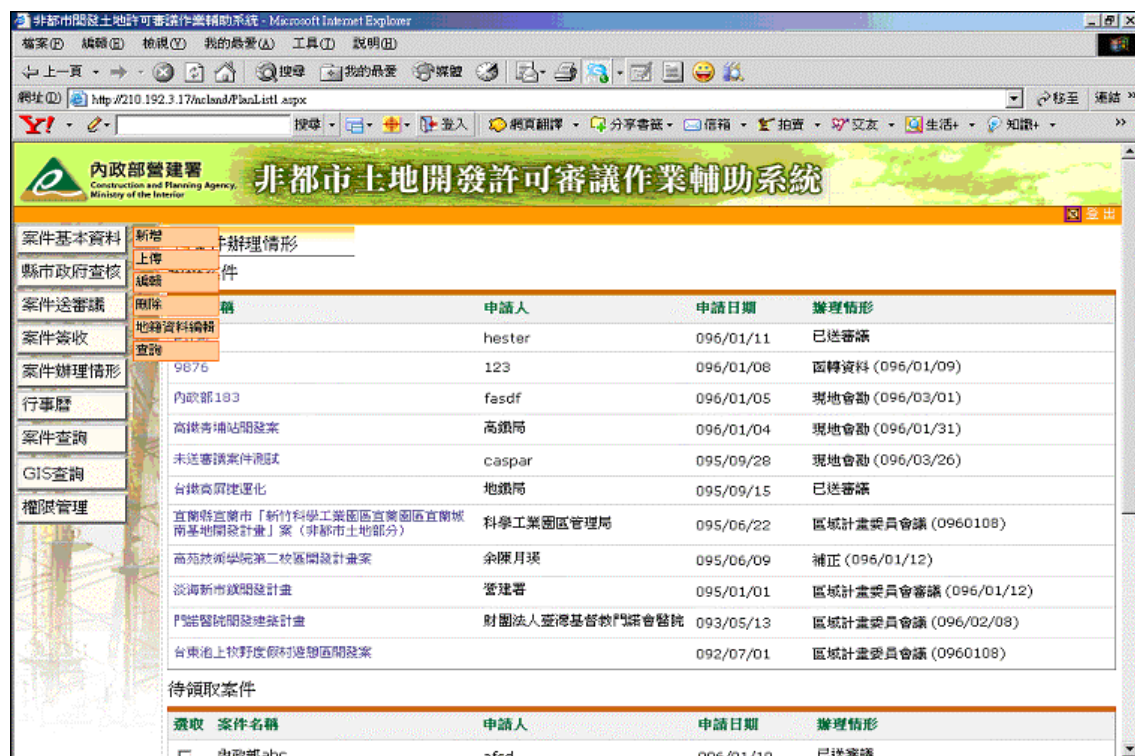 非都市開發土地許可審議作業輔助系統 - Microsoft Internet Explorer
檔案(F) 編輯(E) 檢視(V) 我的最愛(A) 工具(T) 說明(H)
上一頁 搜尋 我的最愛 媒體
網址(D) http://210.192.3.17/ncland/PlanList1.aspx 移至 連結 »
Y! 搜尋 登入 網頁翻譯 分享書籤 信箱 拍賣 交友 生活+ 知識+ »
內政部營建署
Construction and Planning Agency,
Ministry of the Interior
非都市土地開發許可審議作業輔助系統
登出
案件基本資料
縣市政府查核
案件送審議
案件簽收
案件辦理情形
行事曆
案件查詢
GIS查詢
權限管理
新增
上傳
編輯
刪除
地籍資料編輯
查詢
件辦理情形
件
稱 申請人 申請日期 辦理情形
hester 096/01/11 已送審議
9876 123 096/01/08 函轉資料 (096/01/09)
內政部183 fasdf 096/01/05 現地會勘 (096/03/01)
高鐵青埔站開發案 高鐵局 096/01/04 現地會勘 (096/01/31)
未送審議案件測試 caspar 095/09/28 現地會勘 (096/03/26)
台鐵高屏捷運化 地鐵局 095/09/15 已送審議
宜蘭縣宜蘭市「新竹科學工業園區宜蘭園區宜蘭城
南基地開發計畫」案（非都市土地部分） 科學工業園區管理局 095/06/22 區域計畫委員會議 (0960108)
高苑技術學院第二校區開發計畫案 余陳月瑛 095/06/09 補正 (096/01/12)
淡海新市鎮開發計畫 營建署 095/01/01 區域計畫委員會審議 (096/01/12)
門諾醫院開發建築計畫 財團法人臺灣基督教門諾會醫院 093/05/13 區域計畫委員會議 (096/02/08)
台東池上牧野度假村遊憩區開發案 092/07/01 區域計畫委員會議 (0960108)
待領取案件
選取 案件名稱 申請人 申請日期 辦理情形
內政部abc afsd 096/01/10 已送審議